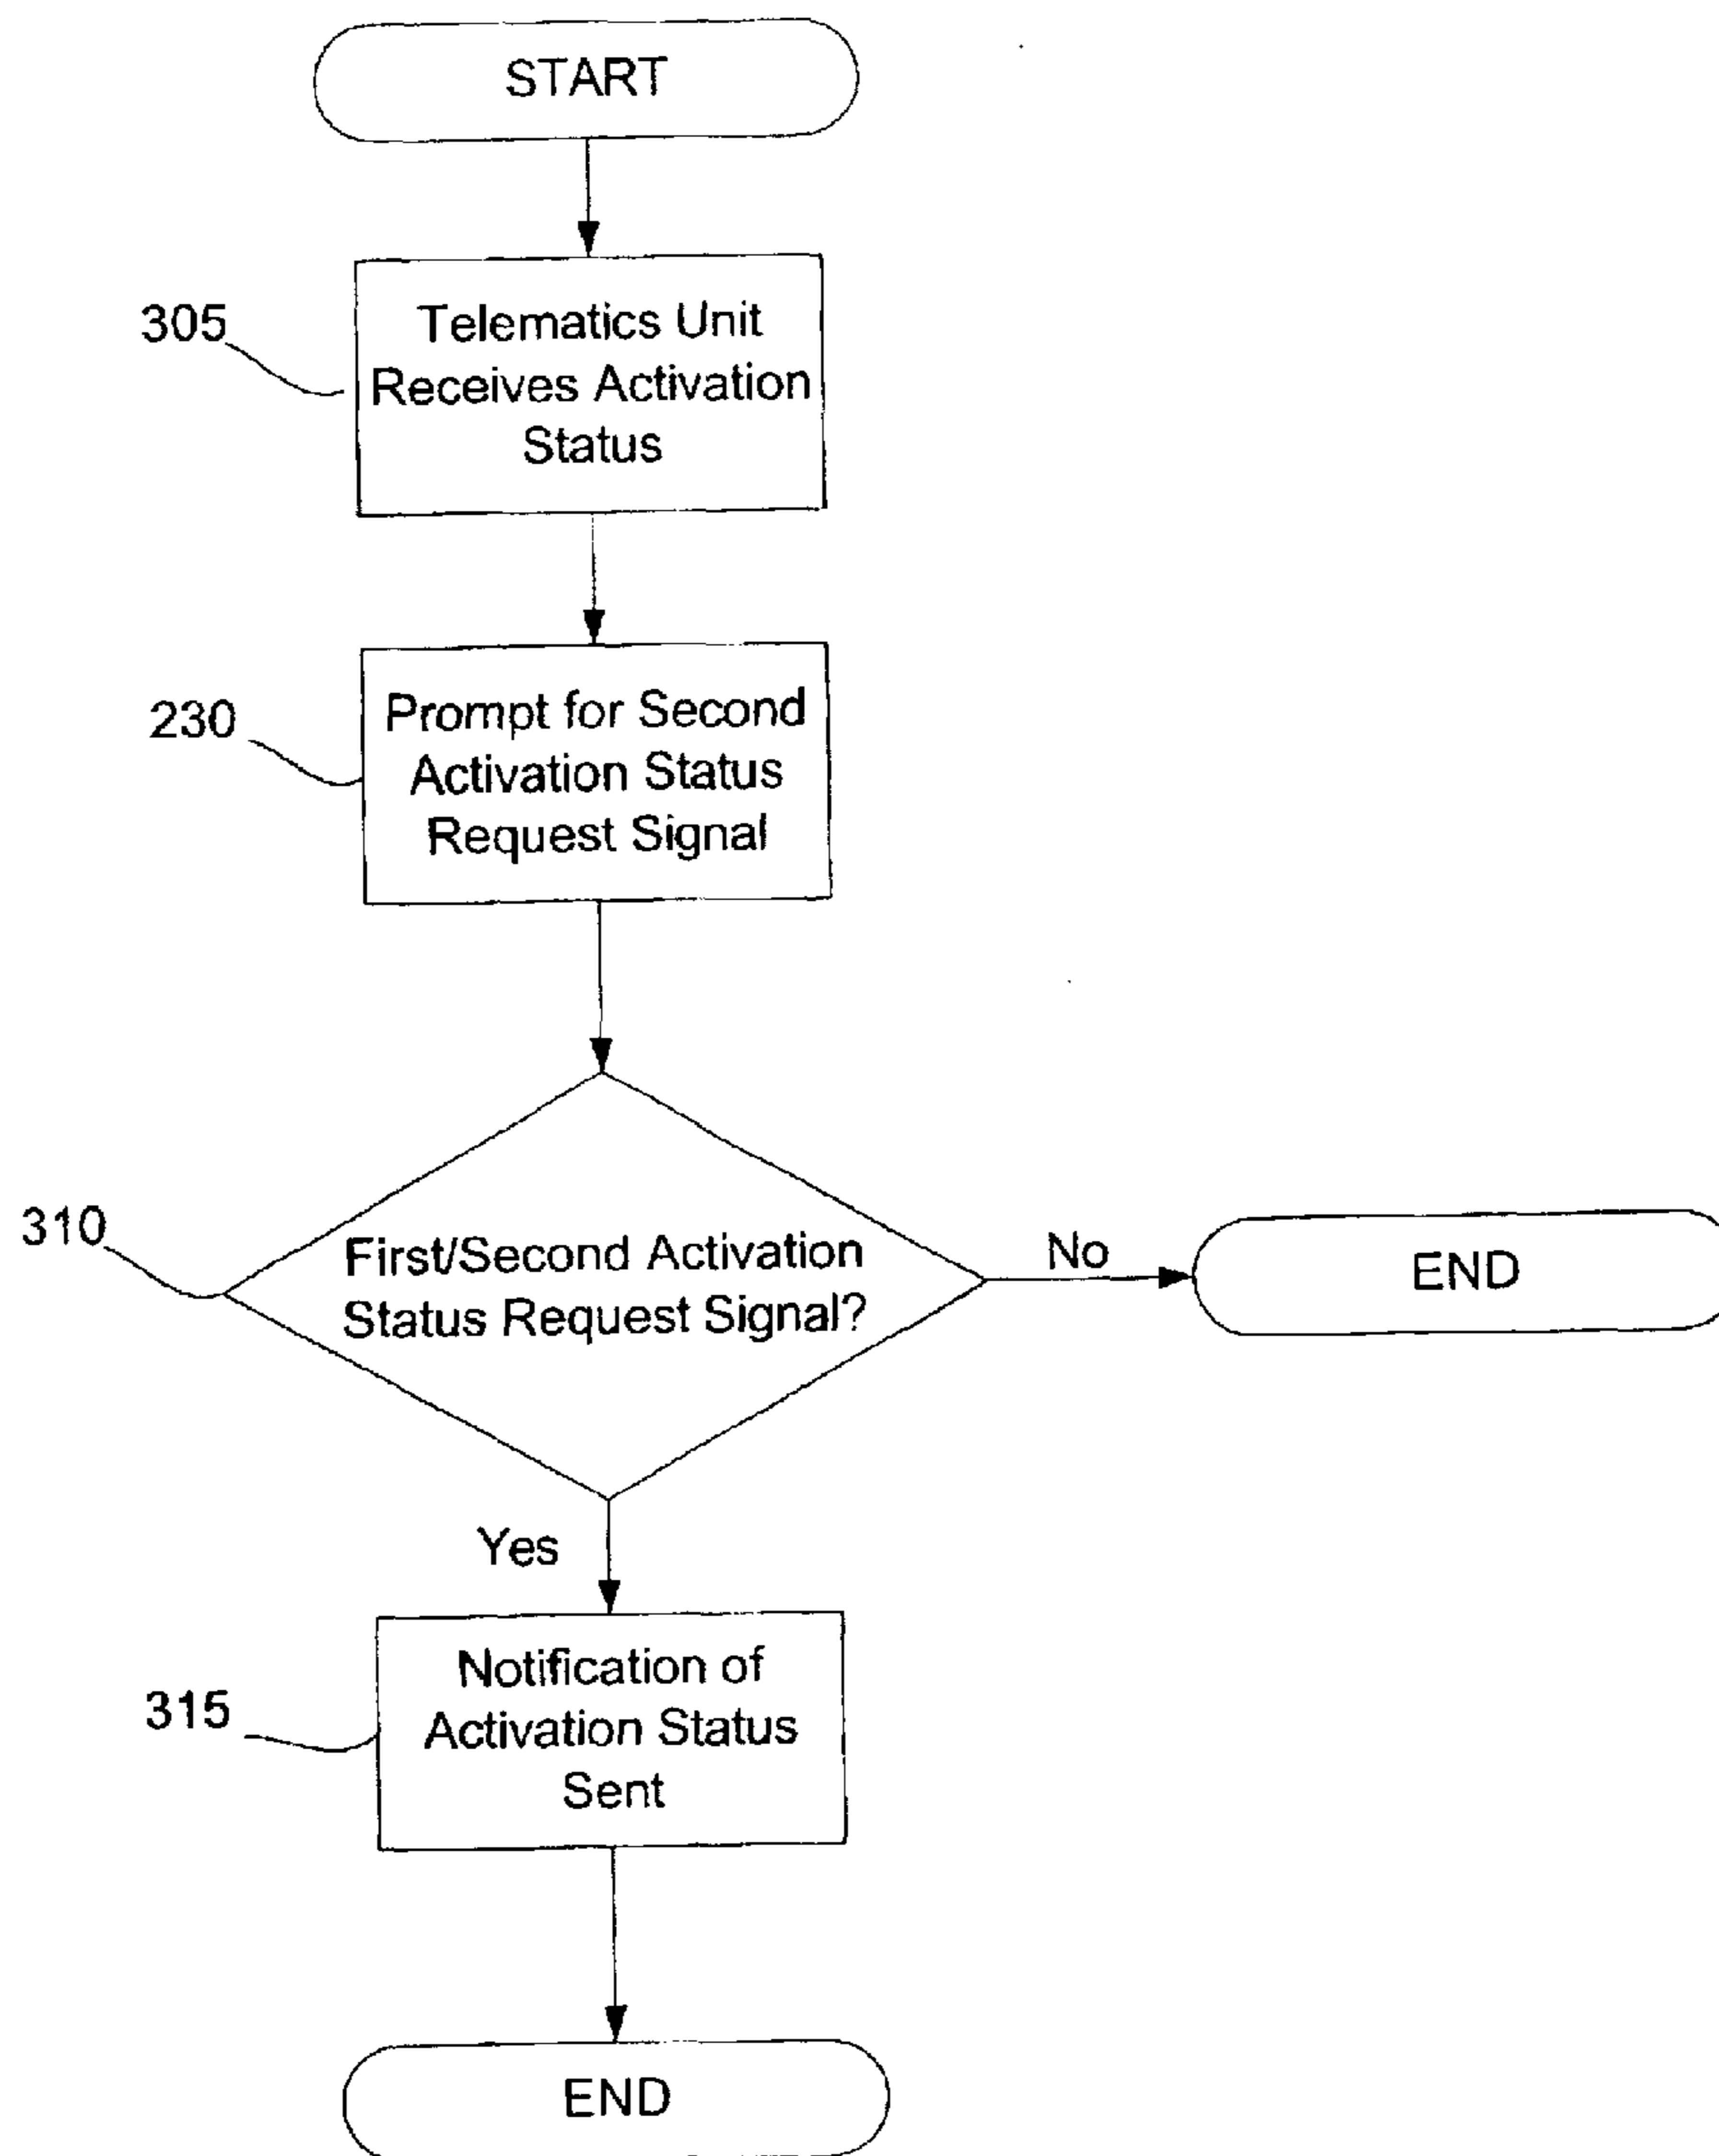 START
305
Telematics Unit
Receives Activation
Status
230
Prompt for Second
Activation Status
Request Signal
310
First/Second Activation
Status Request Signal?
No
END
Yes
315
Notification of
Activation Status
Sent
END